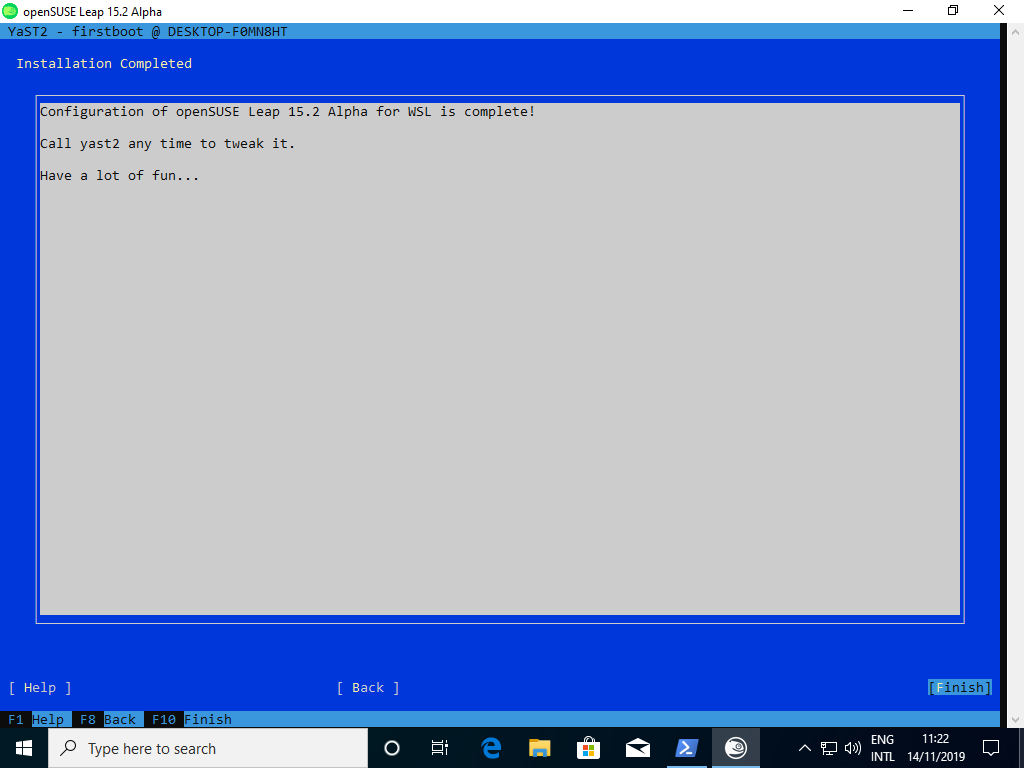 openSUSE Leap 15.2 Alpha
YaST2 - firstboot @ DESKTOP-F0MN8HT
Installation Completed
Configuration of openSUSE Leap 15.2 Alpha for WSL is complete!
Call yast2 any time to tweak it.
Have a lot of fun...
[ Help ] [ Back ] [Finish]
F1 Help F8 Back F10 Finish
Type here to search
ENG 11:22
INTL 14/11/2019